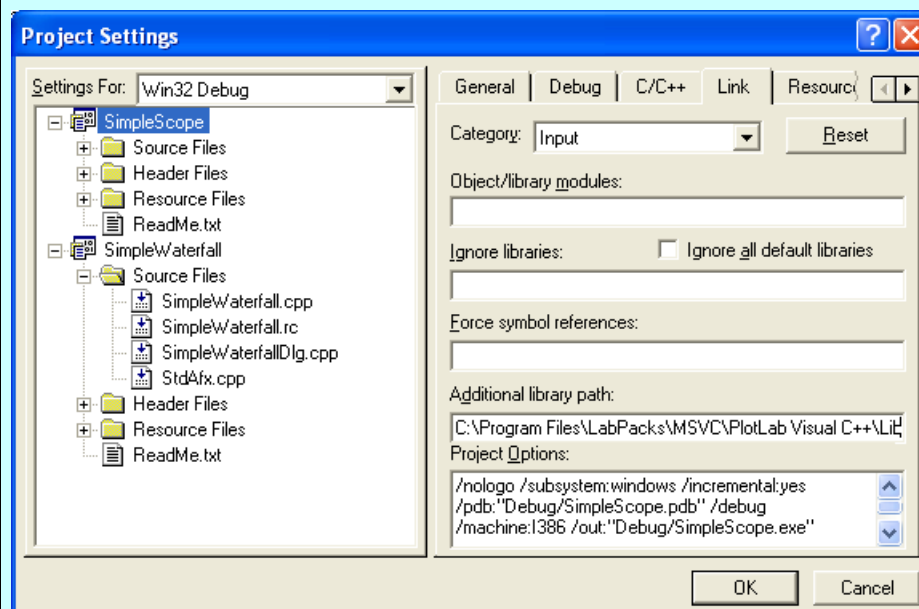 Project Settings
Settings For: Win32 Debug
SimpleScope
Source Files
Header Files
Resource Files
ReadMe.txt
SimpleWaterfall
Source Files
SimpleWaterfall.cpp
SimpleWaterfall.rc
SimpleWaterfallDlg.cpp
StdAfx.cpp
Header Files
Resource Files
ReadMe.txt
General Debug C/C++ Link Resourc
Category: Input Reset
Object/library modules:
Ignore libraries: Ignore all default libraries
Force symbol references:
Additional library path:
C:\Program Files\LabPacks\MSVC\PlotLab Visual C++\Lib
Project Options:
/nologo /subsystem:windows /incremental:yes
/pdb:"Debug/SimpleScope.pdb" /debug
/machine:I386 /out:"Debug/SimpleScope.exe"
OK Cancel